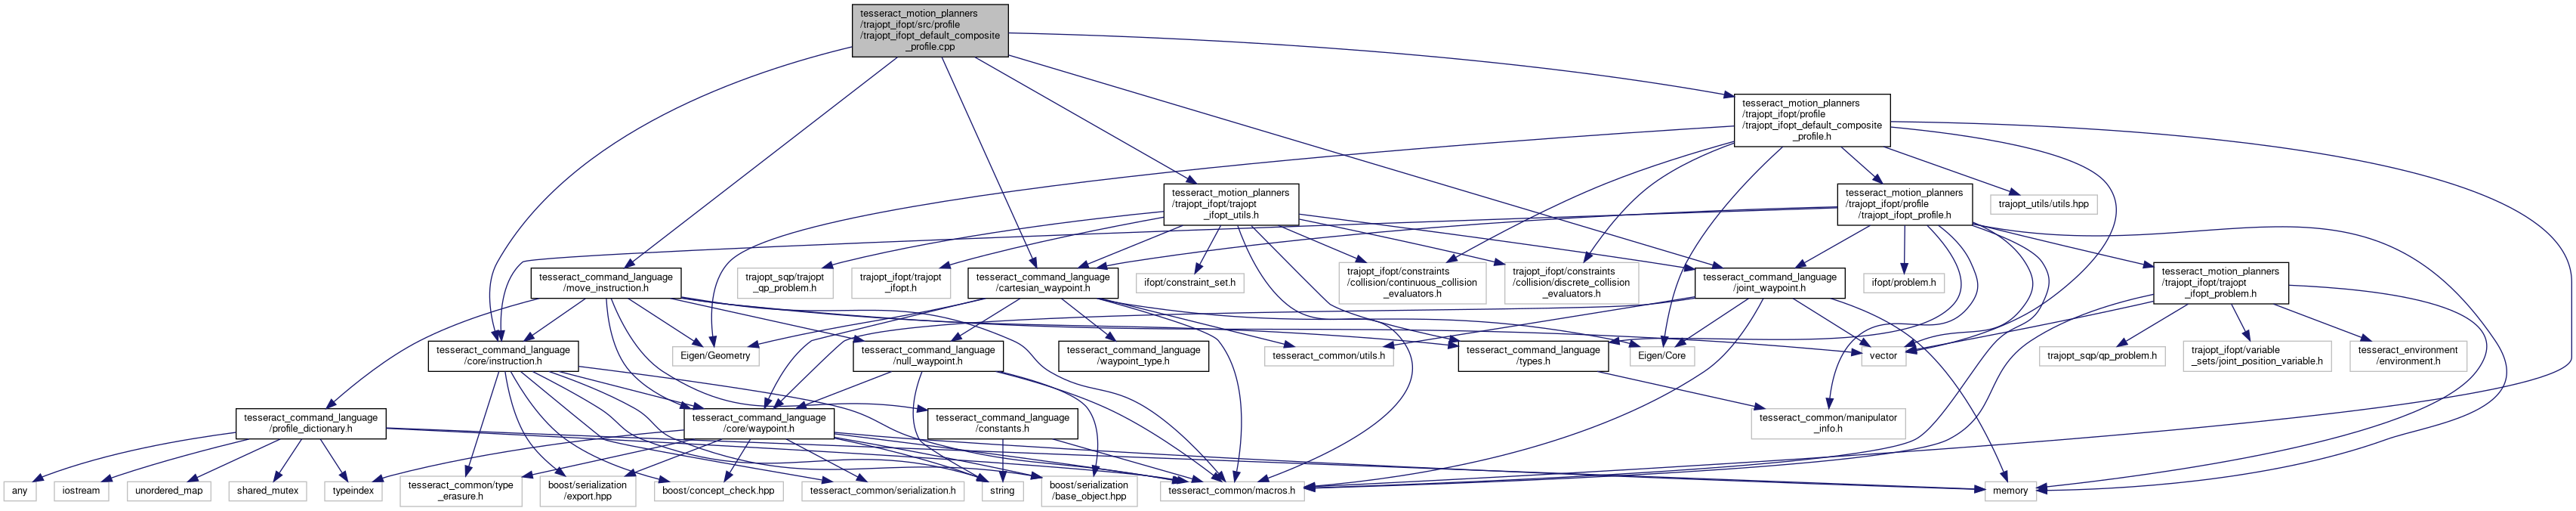 tesseract_motion_planners
/trajopt_ifopt/src/profile
/trajopt_ifopt_default_composite
_profile.cpp
tesseract_motion_planners
/trajopt_ifopt/profile
/trajopt_ifopt_default_composite
_profile.h
tesseract_motion_planners
/trajopt_ifopt/trajopt
_ifopt_utils.h
tesseract_motion_planners
/trajopt_ifopt/profile
/trajopt_ifopt_profile.h
trajopt_utils/utils.hpp
tesseract_command_language
/move_instruction.h
trajopt_sqp/trajopt
_qp_problem.h
trajopt_ifopt/trajopt
_ifopt.h
tesseract_command_language
/cartesian_waypoint.h
ifopt/constraint_set.h
trajopt_ifopt/constraints
/collision/continuous_collision
_evaluators.h
trajopt_ifopt/constraints
/collision/discrete_collision
_evaluators.h
tesseract_command_language
/joint_waypoint.h
ifopt/problem.h
tesseract_motion_planners
/trajopt_ifopt/trajopt
_ifopt_problem.h
tesseract_command_language
/core/instruction.h
Eigen/Geometry
tesseract_command_language
/null_waypoint.h
tesseract_command_language
/waypoint_type.h
tesseract_common/utils.h
tesseract_command_language
/types.h
Eigen/Core
vector
trajopt_sqp/qp_problem.h
trajopt_ifopt/variable
_sets/joint_position_variable.h
tesseract_environment
/environment.h
tesseract_command_language
/profile_dictionary.h
tesseract_command_language
/core/waypoint.h
tesseract_command_language
/constants.h
tesseract_common/manipulator
_info.h
any
iostream
unordered_map
shared_mutex
typeindex
tesseract_common/type
_erasure.h
boost/serialization
/export.hpp
boost/concept_check.hpp
tesseract_common/serialization.h
string
boost/serialization
/base_object.hpp
tesseract_common/macros.h
memory